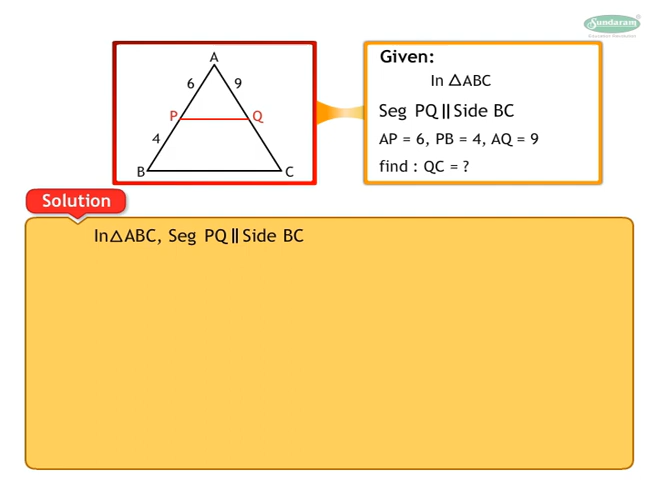 Sundaram
A
6
9
P
Q
4
B
C
Given:
In △ABC
Seg PQ || Side BC
AP = 6, PB = 4, AQ = 9
find : QC = ?
Solution
In△ABC, Seg PQ || Side BC